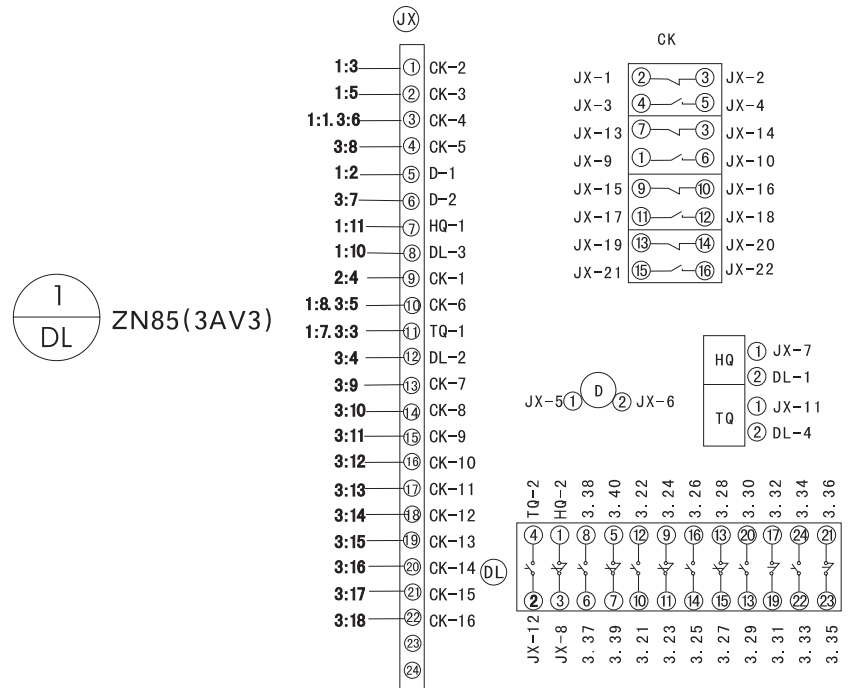 JX
1:3 ① CK-2
1:5 ② CK-3
1:1.3:6 ③ CK-4
3:8 ④ CK-5
1:2 ⑤ D-1
3:7 ⑥ D-2
1:11 ⑦ HQ-1
1:10 ⑧ DL-3
2:4 ⑨ CK-1
1:8.3:5 ⑩ CK-6
1:7.3:3 ⑪ TQ-1
3:4 ⑫ DL-2
3:9 ⑬ CK-7
3:10 ⑭ CK-8
3:11 ⑮ CK-9
3:12 ⑯ CK-10
3:13 ⑰ CK-11
3:14 ⑱ CK-12
3:15 ⑲ CK-13
3:16 ⑳ CK-14
3:17 ㉑ CK-15
3:18 ㉒ CK-16
㉓
㉔
1
DL
ZN85(3AV3)
CK
JX-1 ② ③ JX-2
JX-3 ④ ⑤ JX-4
JX-13 ⑦ ③ JX-14
JX-9 ① ⑥ JX-10
JX-15 ⑨ ⑩ JX-16
JX-17 ⑪ ⑫ JX-18
JX-19 ⑬ ⑭ JX-20
JX-21 ⑮ ⑯ JX-22
HQ ① JX-7
② DL-1
TQ ① JX-11
② DL-4
D
JX-5 ① ② JX-6
TQ-2 HQ-2 3.38 3.40 3.22 3.24 3.26 3.28 3.30 3.32 3.34 3.36
④ ① ⑧ ⑤ ⑫ ⑨ ⑯ ⑬ ⑳ ⑰ ㉔ ㉑
DL
② ③ ⑥ ⑦ ⑩ ⑪ ⑭ ⑮ ⑬ ⑲ ㉒ ㉓
JX-12 JX-8 3.37 3.39 3.21 3.23 3.25 3.27 3.29 3.31 3.33 3.35